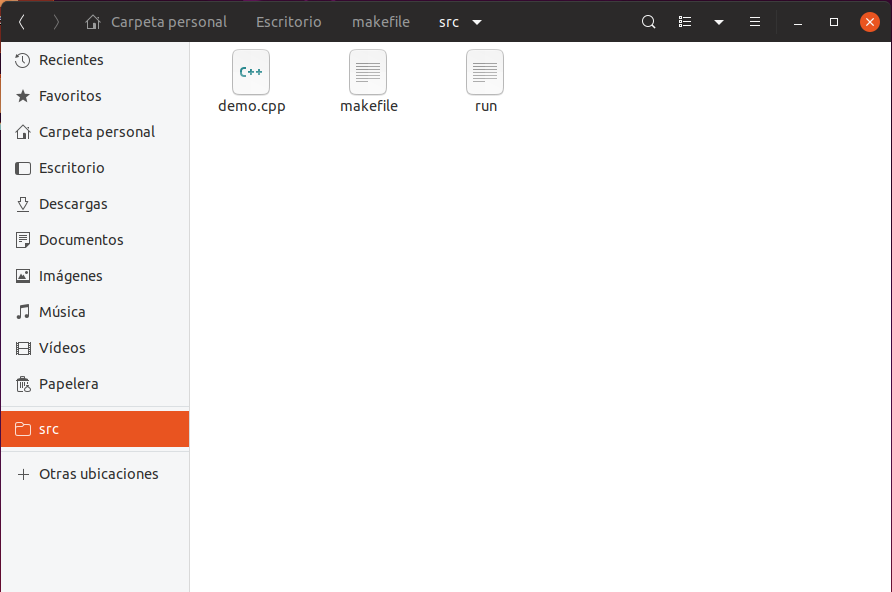 Carpeta personal Escritorio makefile src
Recientes
Favoritos
Carpeta personal
Escritorio
Descargas
Documentos
Imágenes
Música
Vídeos
Papelera
src
Otras ubicaciones
C++
demo.cpp makefile run